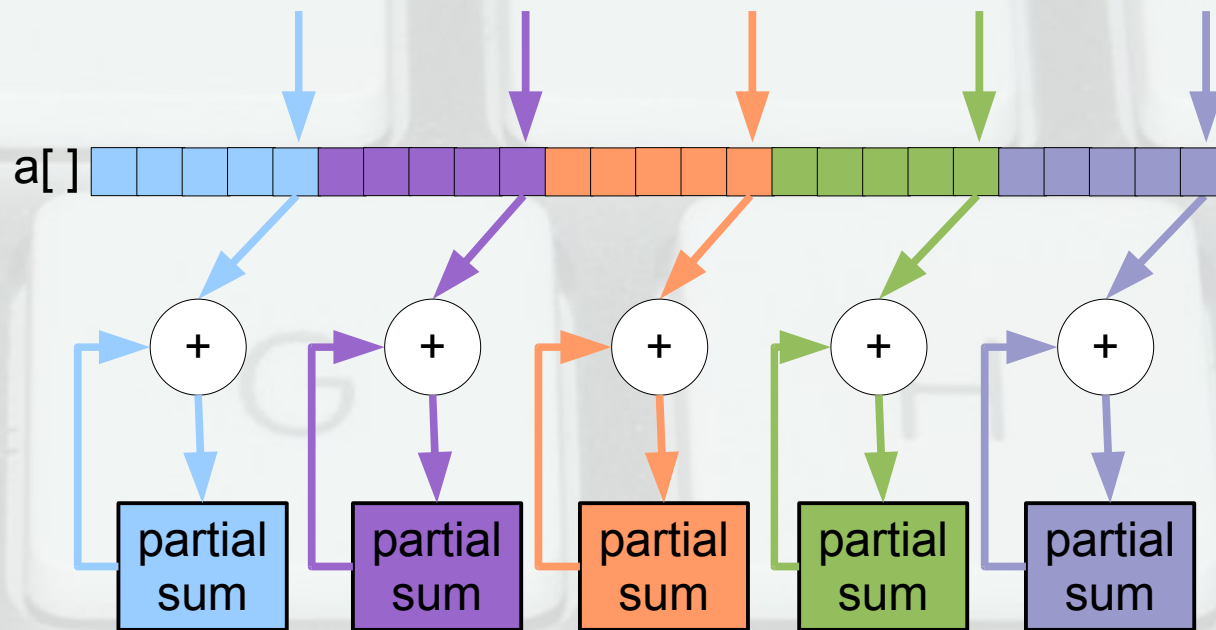 a[ ]
+ + + + +
partial partial partial partial partial
sum sum sum sum sum